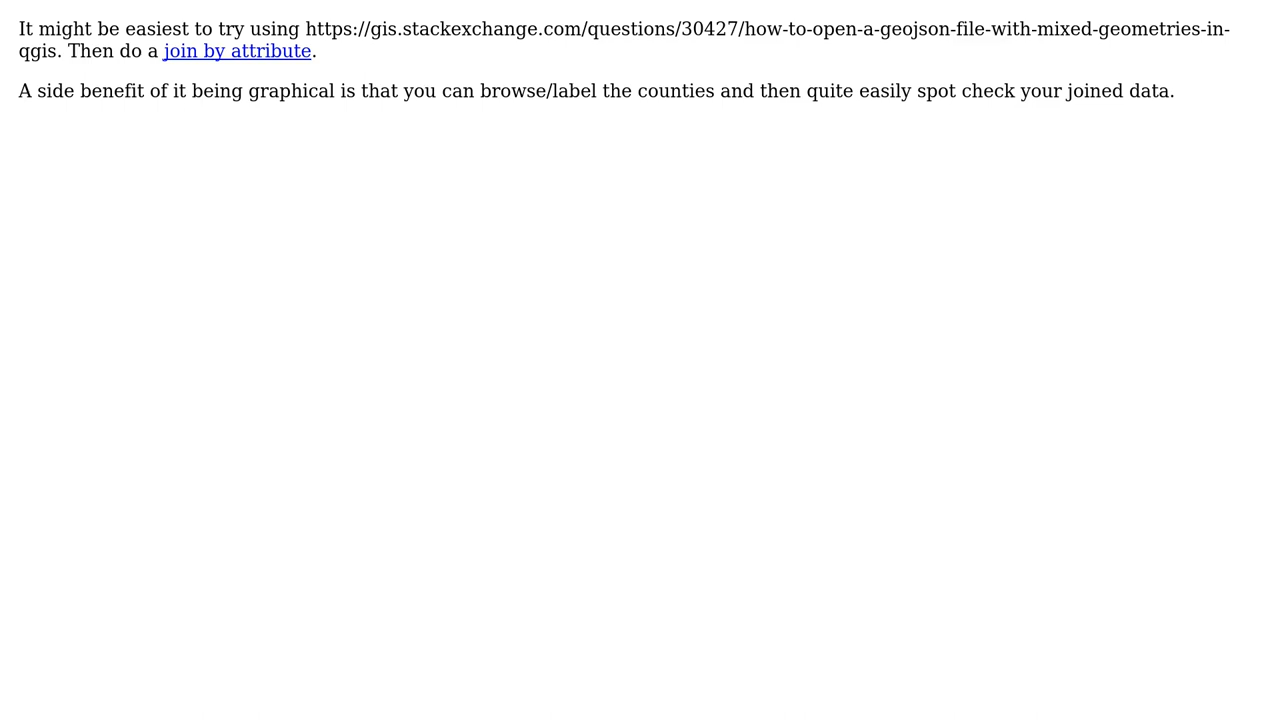 It might be easiest to try using https://gis.stackexchange.com/questions/30427/how-to-open-a-geojson-file-with-mixed-geometries-in-
qgis. Then do a join by attribute.
A side benefit of it being graphical is that you can browse/label the counties and then quite easily spot check your joined data.